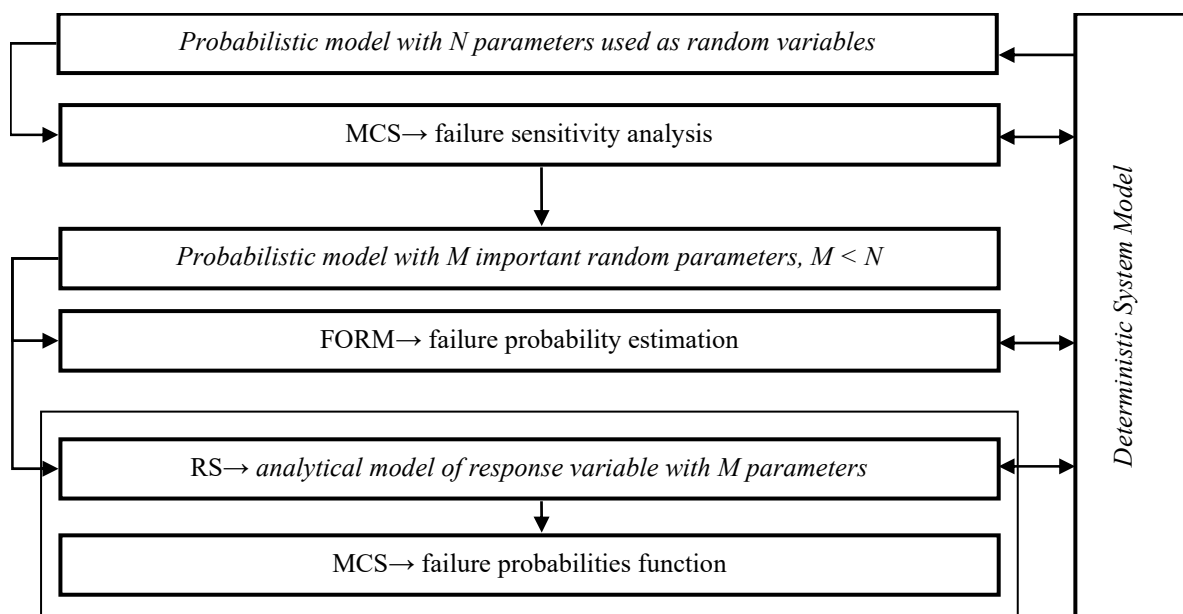 Probabilistic model with N parameters used as random variables
MCS→ failure sensitivity analysis
Probabilistic model with M important random parameters, M < N
FORM→ failure probability estimation
RS→ analytical model of response variable with M parameters
MCS→ failure probabilities function
Deterministic System Model